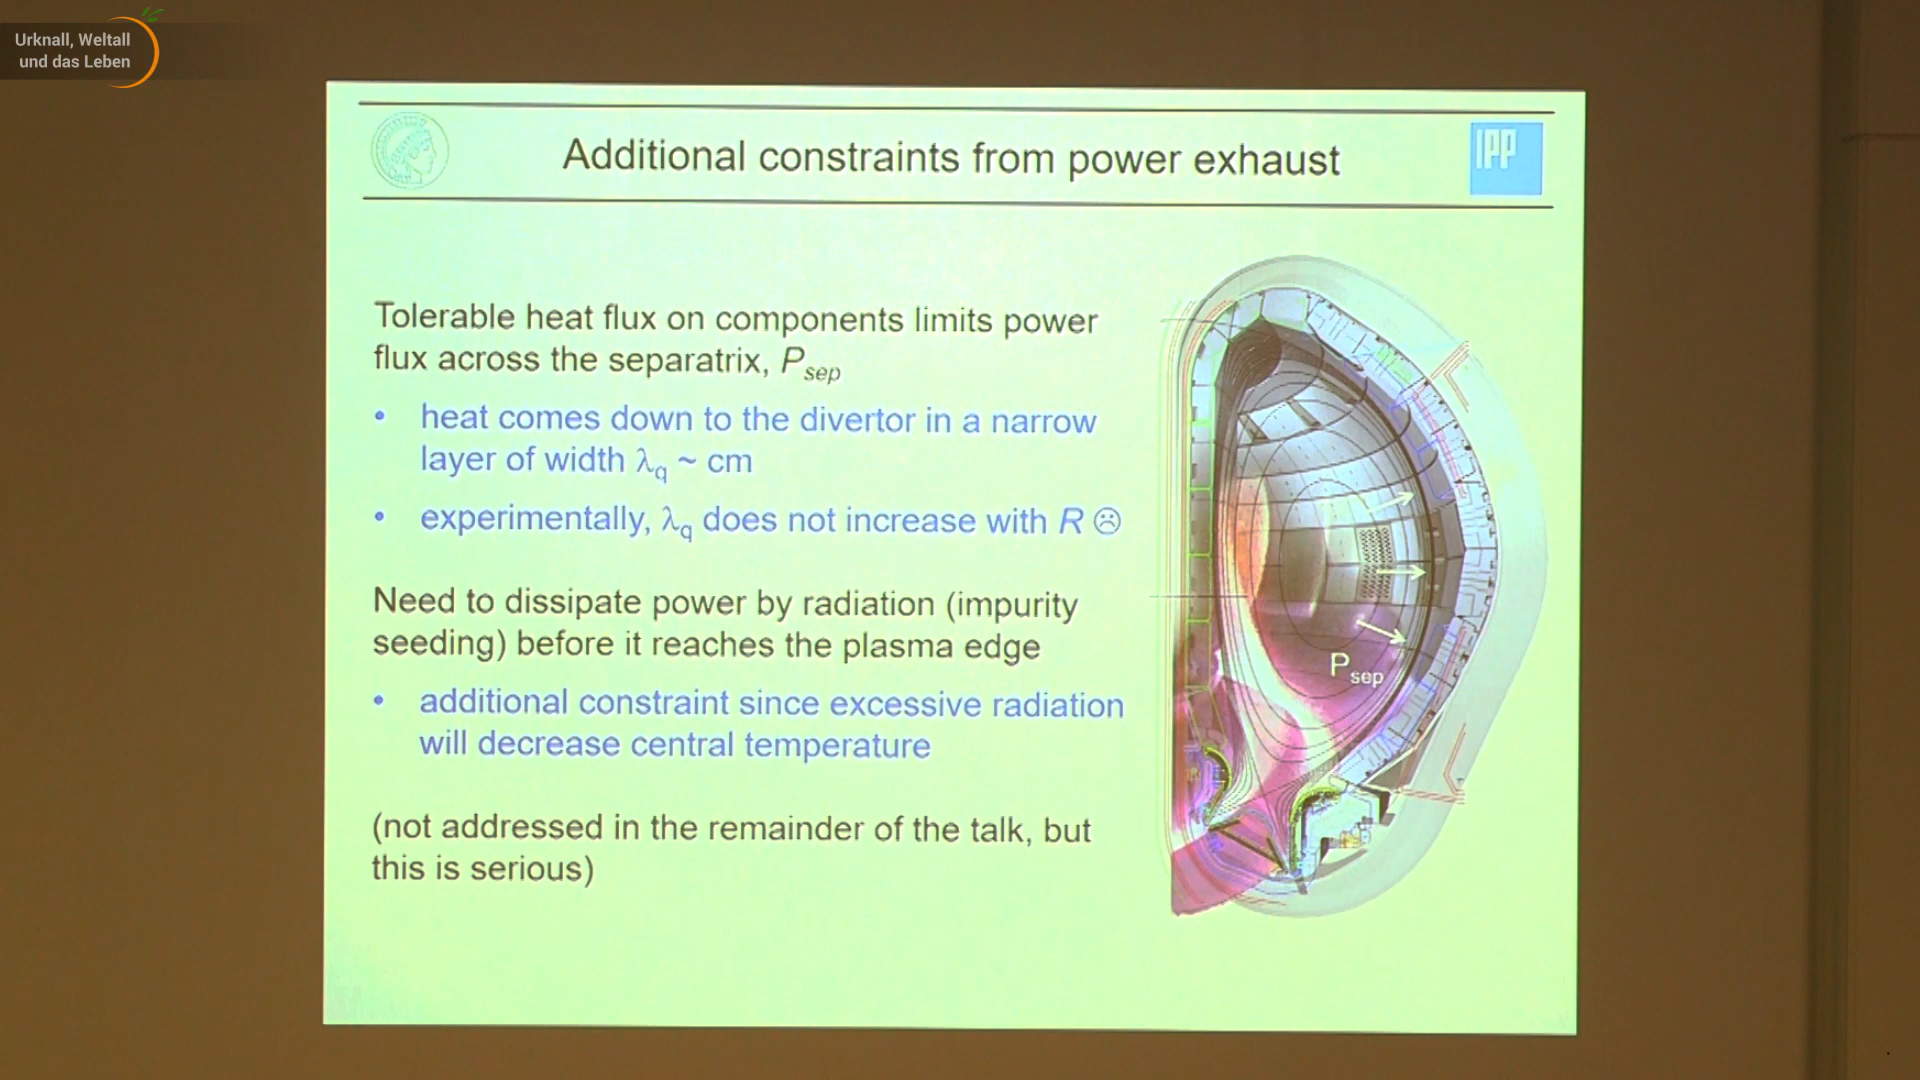 Urknall, Weltall
und das Leben
Additional constraints from power exhaust
IPP
Tolerable heat flux on components limits power
flux across the separatrix, Psep
• heat comes down to the divertor in a narrow
layer of width λq ~ cm
• experimentally, λq does not increase with R ☹
Need to dissipate power by radiation (impurity
seeding) before it reaches the plasma edge
• additional constraint since excessive radiation
will decrease central temperature
(not addressed in the remainder of the talk, but
this is serious)
Psep